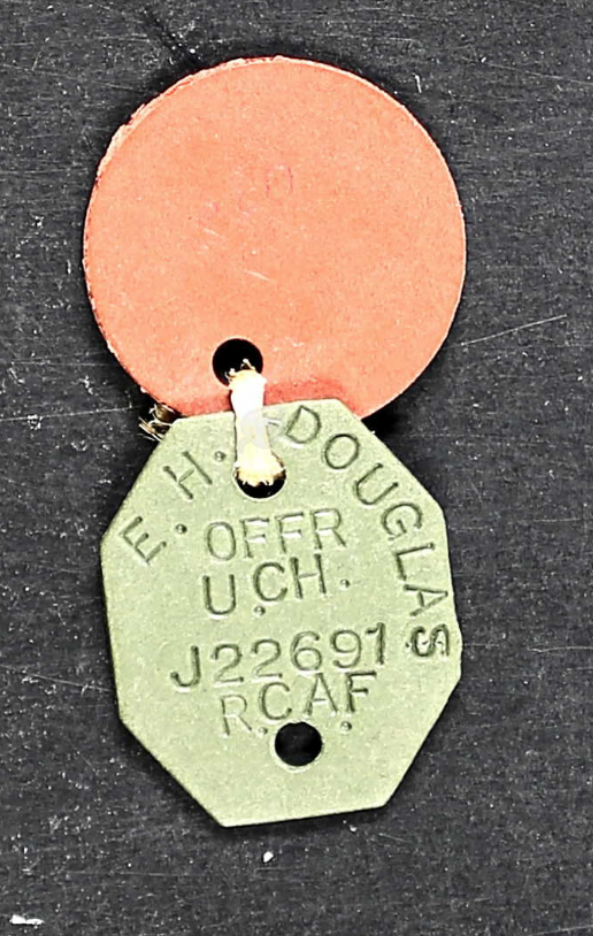 E. H. DOUGLAS
OFFR
U.CH.
J22691
R.C.A.F.